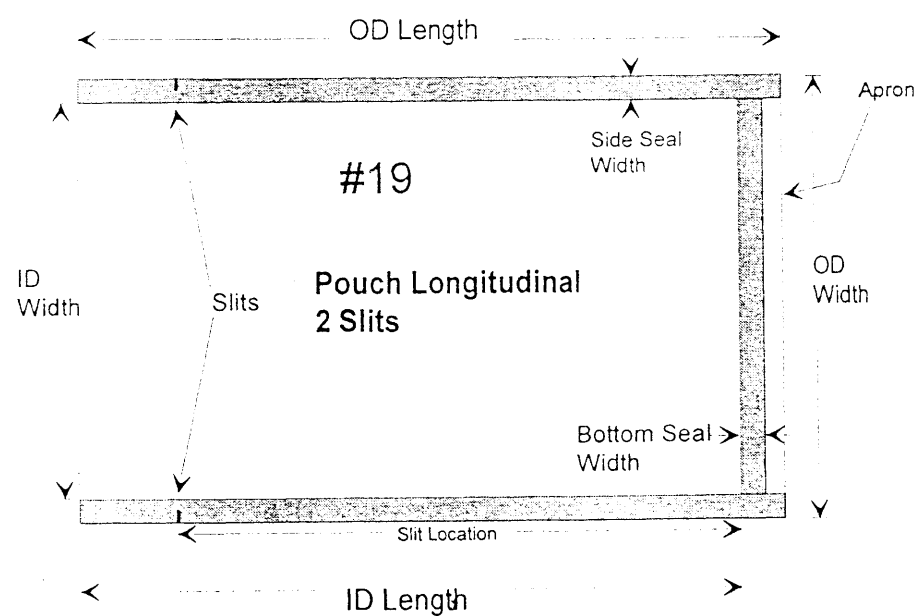 OD Length
Apron
Side Seal
Width
#19
ID
Width
Slits
Pouch Longitudinal
2 Slits
OD
Width
Bottom Seal
Width
Slit Location
ID Length